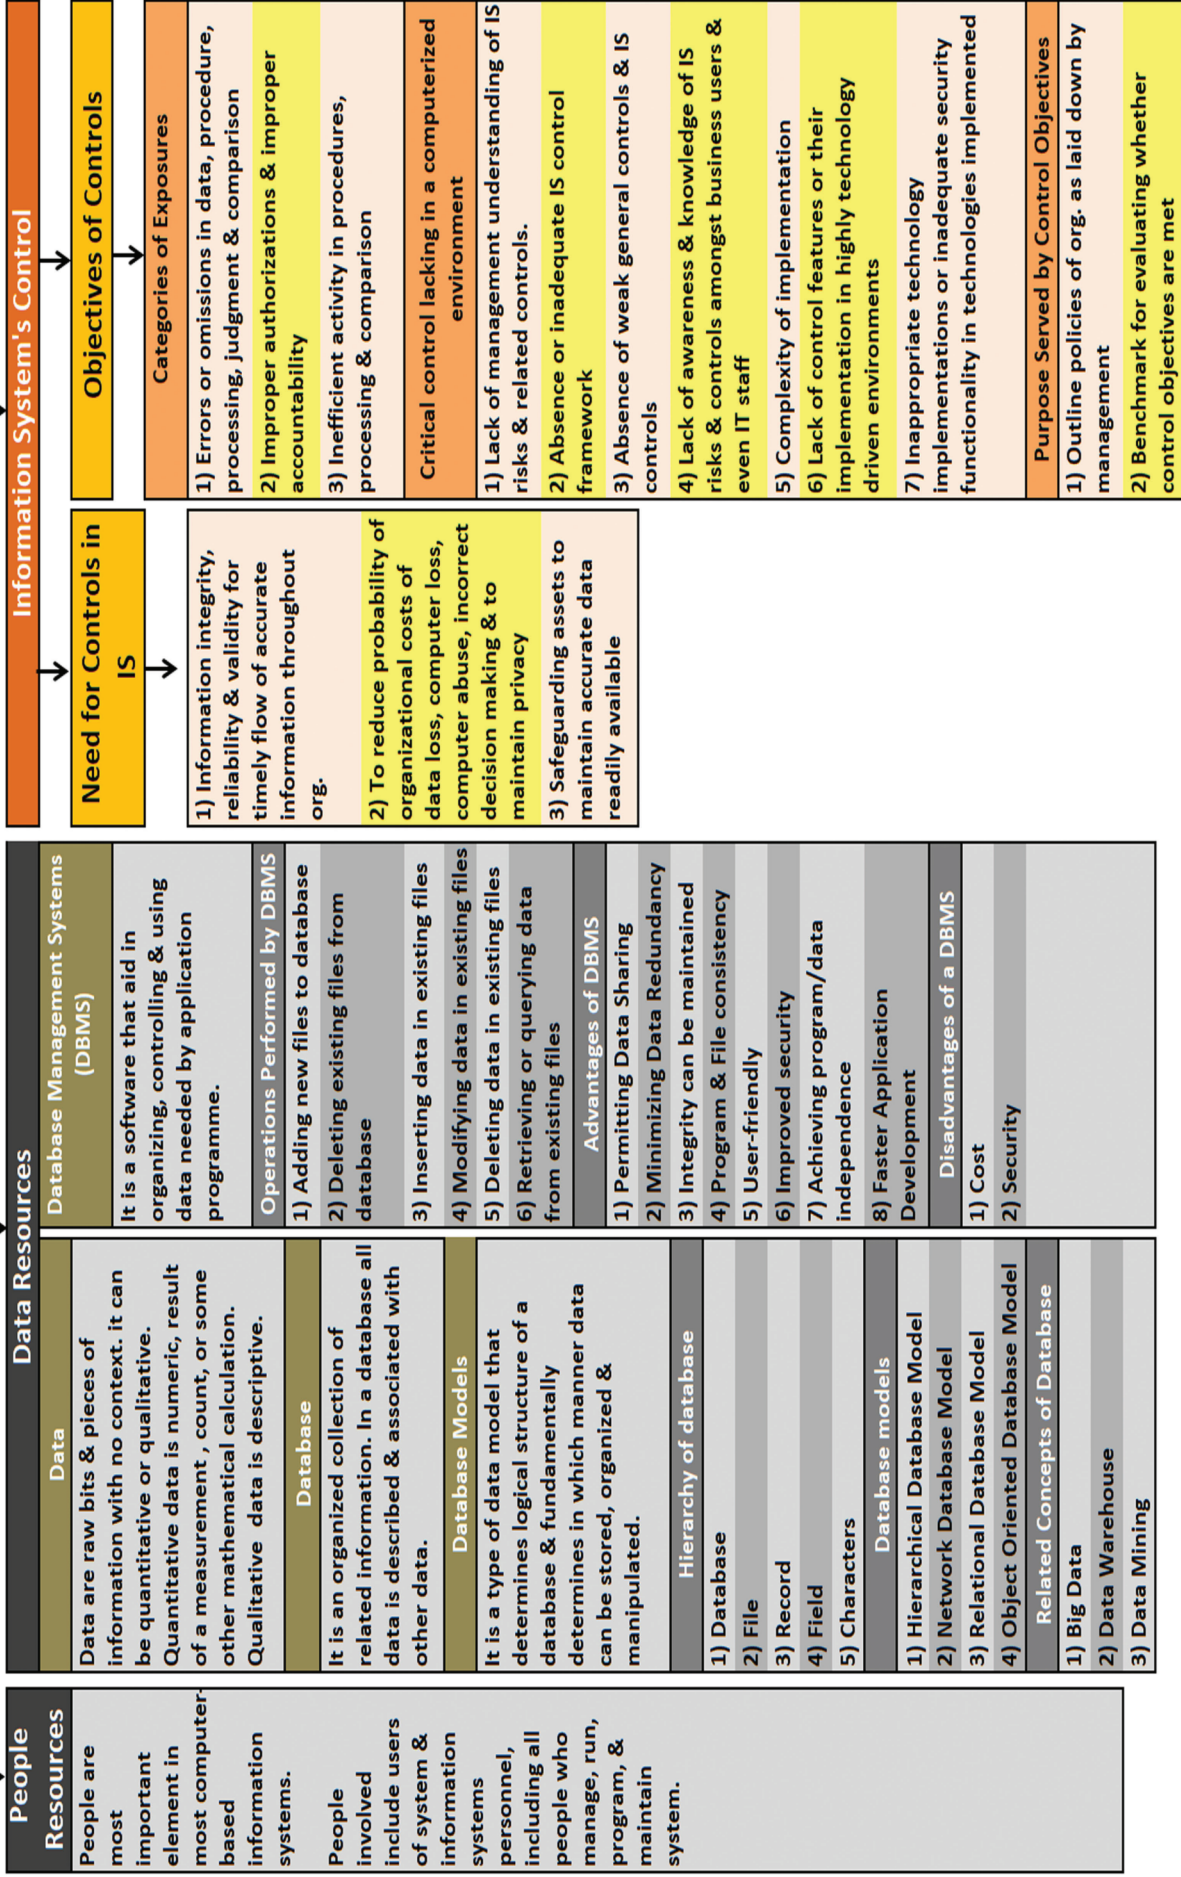 People
Resources
People are
most
important
element in
most computer-
based
information
systems.
People
involved
include users
of system &
information
systems
personnel,
including all
people who
manage, run,
program, &
maintain
system.
Data Resources
Data
Data are raw bits & pieces of
information with no context. it can
be quantitative or qualitative.
Quantitative data is numeric, result
of a measurement , count, or some
other mathematical calculation.
Qualitative data is descriptive.
Database
It is an organized collection of
related information. In a database all
data is described & associated with
other data.
Database Models
It is a type of data model that
determines logical structure of a
database & fundamentally
determines in which manner data
can be stored, organized &
manipulated.
Hierarchy of database
1) Database
2) File
3) Record
4) Field
5) Characters
Database models
1) Hierarchical Database Model
2) Network Database Model
3) Relational Database Model
4) Object Oriented Database Model
Related Concepts of Database
1) Big Data
2) Data Warehouse
3) Data Mining
Database Management Systems
(DBMS)
It is a software that aid in
organizing, controlling & using
data needed by application
programme.
Operations Performed by DBMS
1) Adding new files to database
2) Deleting existing files from
database
3) Inserting data in existing files
4) Modifying data in existing files
5) Deleting data in existing files
6) Retrieving or querying data
from existing files
Advantages of DBMS
1) Permitting Data Sharing
2) Minimizing Data Redundancy
3) Integrity can be maintained
4) Program & File consistency
5) User-friendly
6) Improved security
7) Achieving program/data
independence
8) Faster Application
Development
Disadvantages of a DBMS
1) Cost
2) Security
Information System's Control
Need for Controls in
IS
1) Information integrity,
reliability & validity for
timely flow of accurate
information throughout
org.
2) To reduce probability of
organizational costs of
data loss, computer loss,
computer abuse, incorrect
decision making & to
maintain privacy
3) Safeguarding assets to
maintain accurate data
readily available
Objectives of Controls
Categories of Exposures
1) Errors or omissions in data, procedure,
processing, judgment & comparison
2) Improper authorizations & improper
accountability
3) Inefficient activity in procedures,
processing & comparison
Critical control lacking in a computerized
environment
1) Lack of management understanding of IS
risks & related controls.
2) Absence or inadequate IS control
framework
3) Absence of weak general controls & IS
controls
4) Lack of awareness & knowledge of IS
risks & controls amongst business users &
even IT staff
5) Complexity of implementation
6) Lack of control features or their
implementation in highly technology
driven environments
7) Inappropriate technology
implementations or inadequate security
functionality in technologies implemented
Purpose Served by Control Objectives
1) Outline policies of org. as laid down by
management
2) Benchmark for evaluating whether
control objectives are met